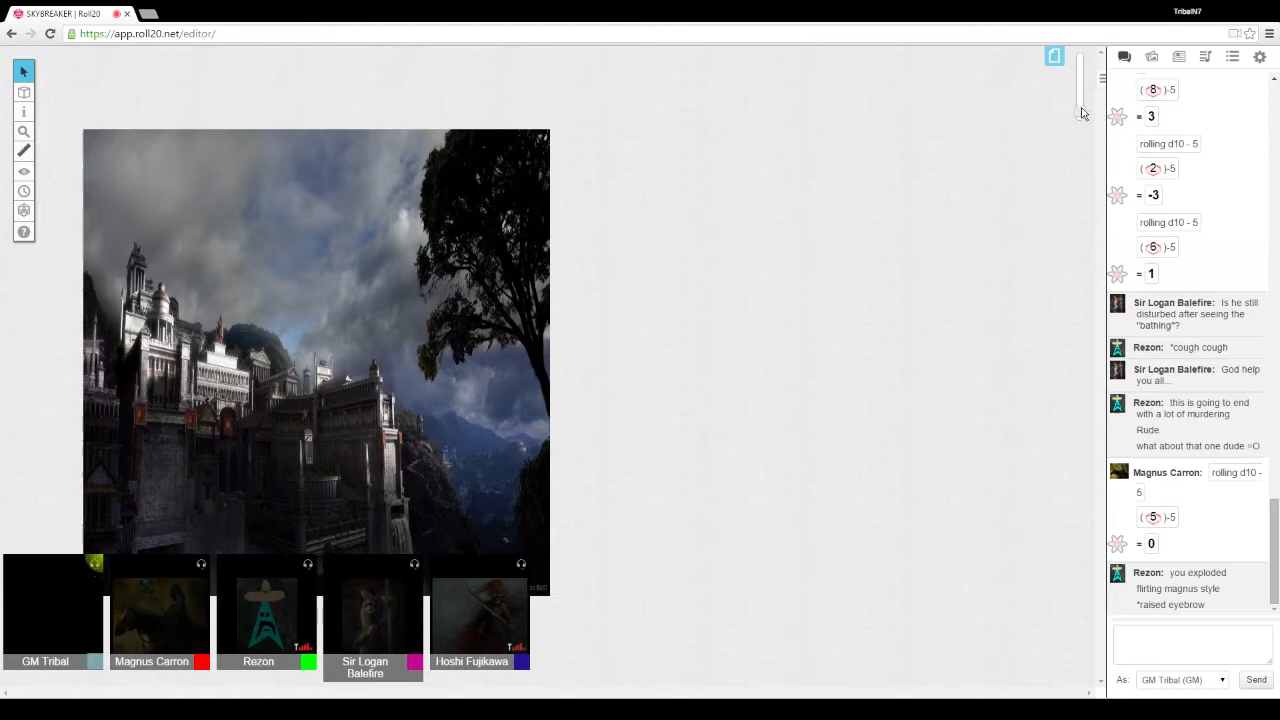 TribalN7
SKYBREAKER | Roll20
https://app.roll20.net/editor/
( 8 )-5
= 3
rolling d10 - 5
( 2 )-5
= -3
rolling d10 - 5
( 6 )-5
= 1
Sir Logan Balefire: Is he still
disturbed after seeing the
"bathing"?
Rezon: *cough cough
Sir Logan Balefire: God help
you all...
Rezon: this is going to end
with a lot of murdering
Rude
what about that one dude =O
Magnus Carron: rolling d10 -
5
( 5 )-5
= 0
Rezon: you exploded
flirting magnus style
*raised eyebrow
GM Tribal
Magnus Carron
Rezon
Sir Logan
Balefire
Hoshi Fujikawa
As: GM Tribal (GM)
Send